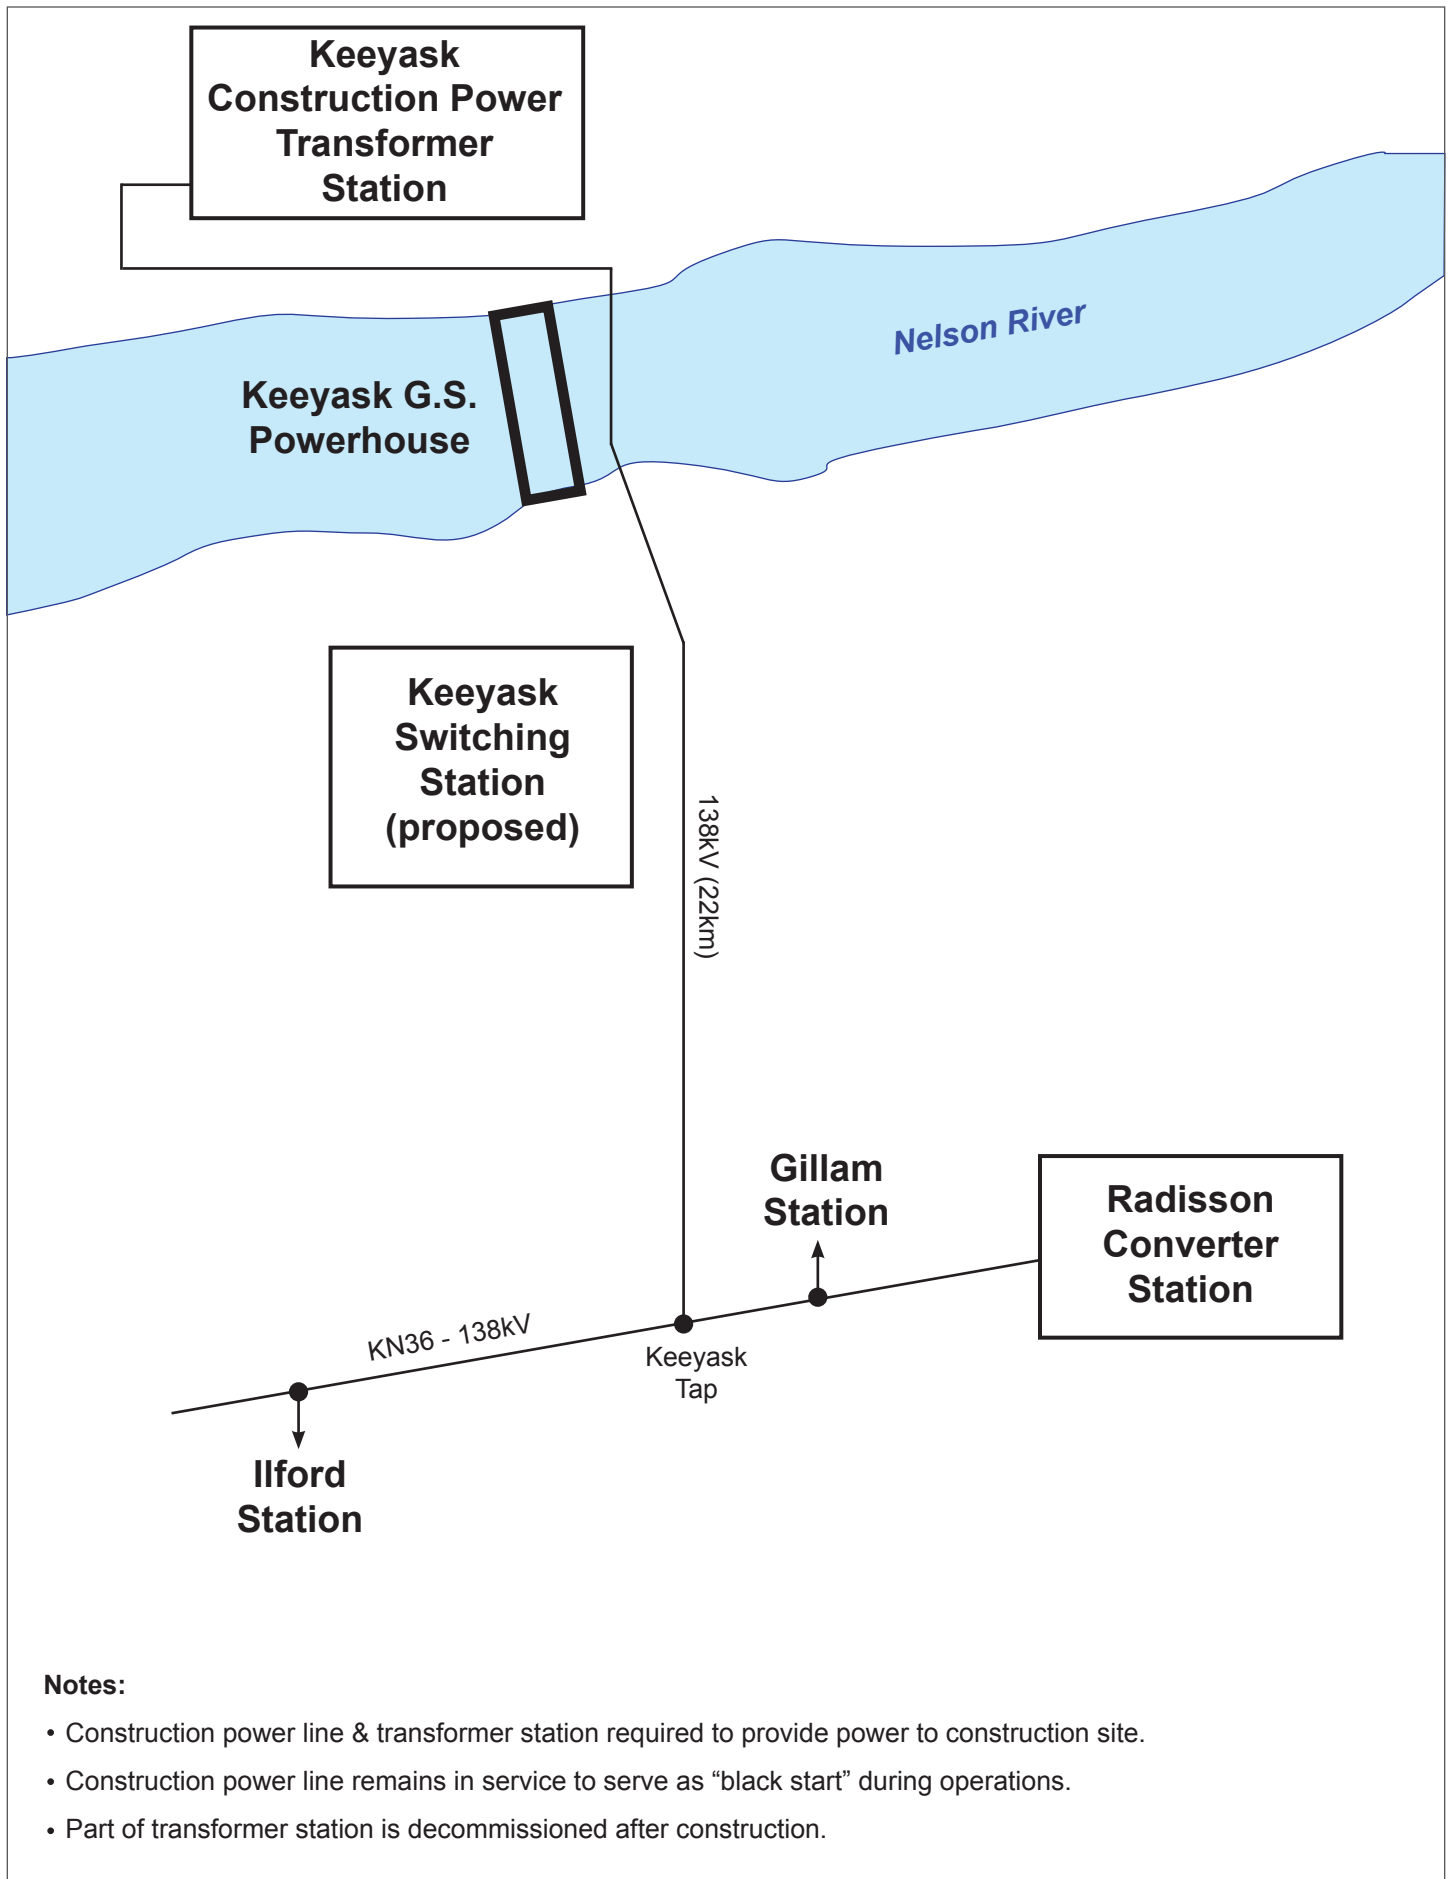 Keeyask
Construction Power
Transformer
Station
Nelson River
Keeyask G.S.
Powerhouse
Keeyask
Switching
Station
(proposed)
138kV (22km)
Gillam
Station
Radisson
Converter
Station
KN36 - 138kV
Keeyask
Tap
Ilford
Station
Notes:
• Construction power line & transformer station required to provide power to construction site.
• Construction power line remains in service to serve as “black start” during operations.
• Part of transformer station is decommissioned after construction.